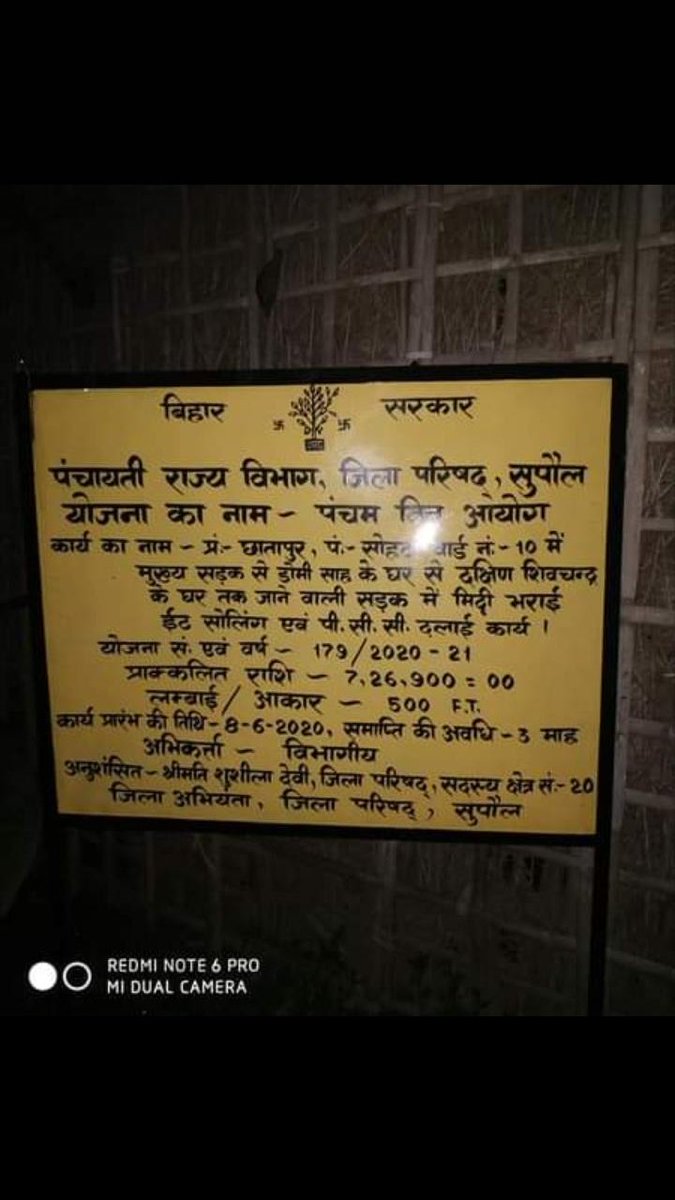 बिहार सरकार
पंचायती राज्य विभाग, जिला परिषद्, सुपौल
योजना का नाम - पंचम वित्त आयोग
कार्य का नाम - प्रं:- छातापुर, पं:- वार्ड नं:- 10 में
मुख्य सड़क से डोमी साह के घर से दक्षिण शिवचन्द्र
के घर तक जाने वाली सड़क में मिट्टी भराई
ईट सोलिंग एवं पी.सी.सी. ढलाई कार्य ।
योजना सं. एवं वर्ष - 179/2020-21
प्राक्कलित राशि - 7,26,900=00
लम्बाई/आकार - 500 F.T.
कार्य प्रारंभ की तिथि-8-6-2020, समाप्ति की अवधि-3 माह
अभिकर्त्ता - विभागीय
अनुशंसित-श्रीमति शुशीला देवी, जिला परिषद्, सदस्य क्षेत्र सं:-20
जिला अभियंता, जिला परिषद्, सुपौल
REDMI NOTE 6 PRO
MI DUAL CAMERA